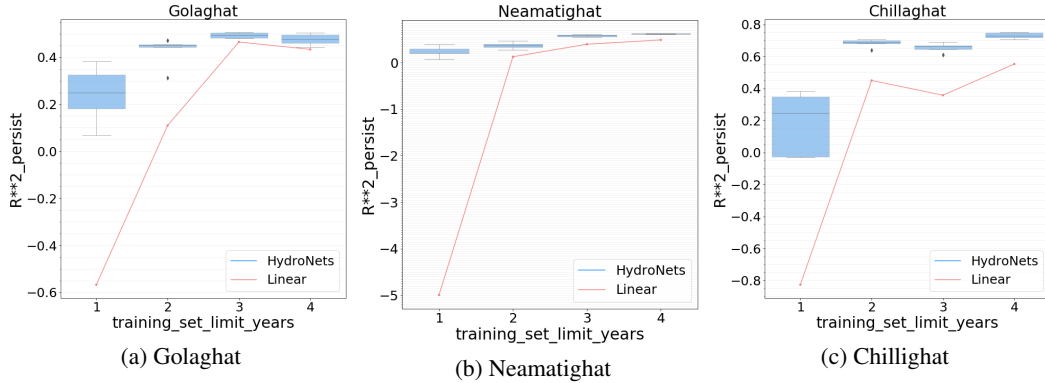 Golaghat
R**2_persist
0.4
0.2
0.0
−0.2
−0.4
−0.6
1 2 3 4
training_set_limit_years
HydroNets
Linear
(a) Golaghat
Neamatighat
R**2_persist
0
−1
−2
−3
−4
−5
1 2 3 4
training_set_limit_years
HydroNets
Linear
(b) Neamatighat
Chillaghat
R**2_persist
0.8
0.6
0.4
0.2
0.0
−0.2
−0.4
−0.6
−0.8
1 2 3 4
training_set_limit_years
HydroNets
Linear
(c) Chillighat